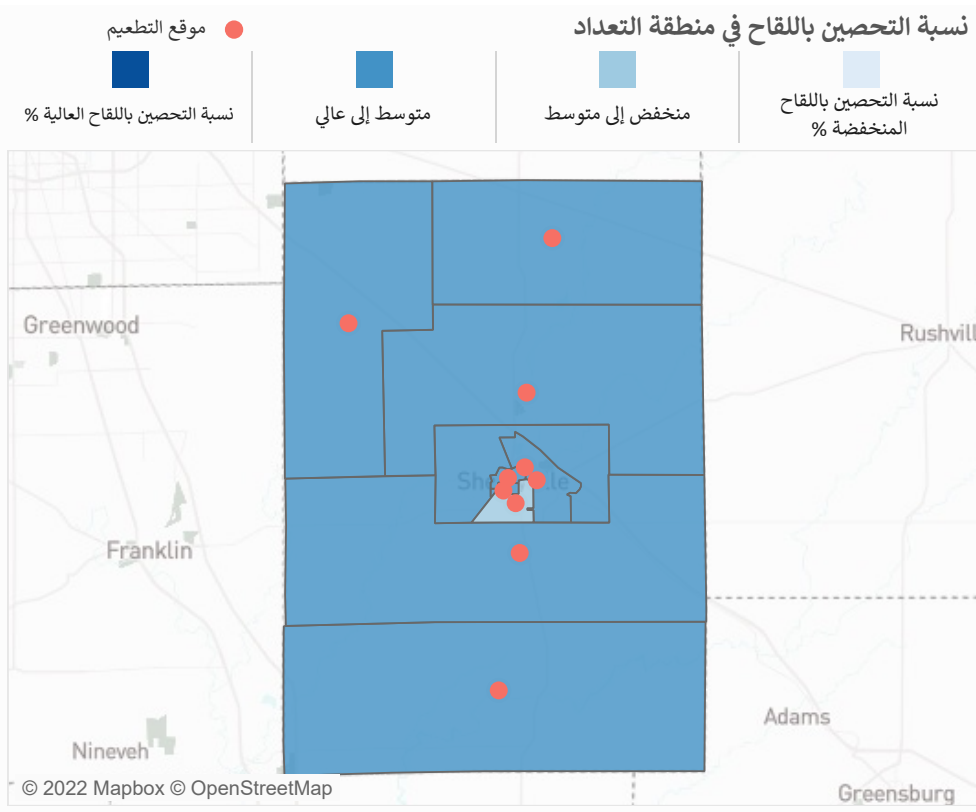 نسبة التحصين باللقاح في منطقة التعداد
موقع التطعيم
نسبة التحصين باللقاح
المنخفضة %
منخفض إلى متوسط
متوسط إلى عالي
نسبة التحصين باللقاح العالية %
Greenwood
Rushvill
Franklin
Adams
Nineveh
Greensburg
© 2022 Mapbox © OpenStreetMap